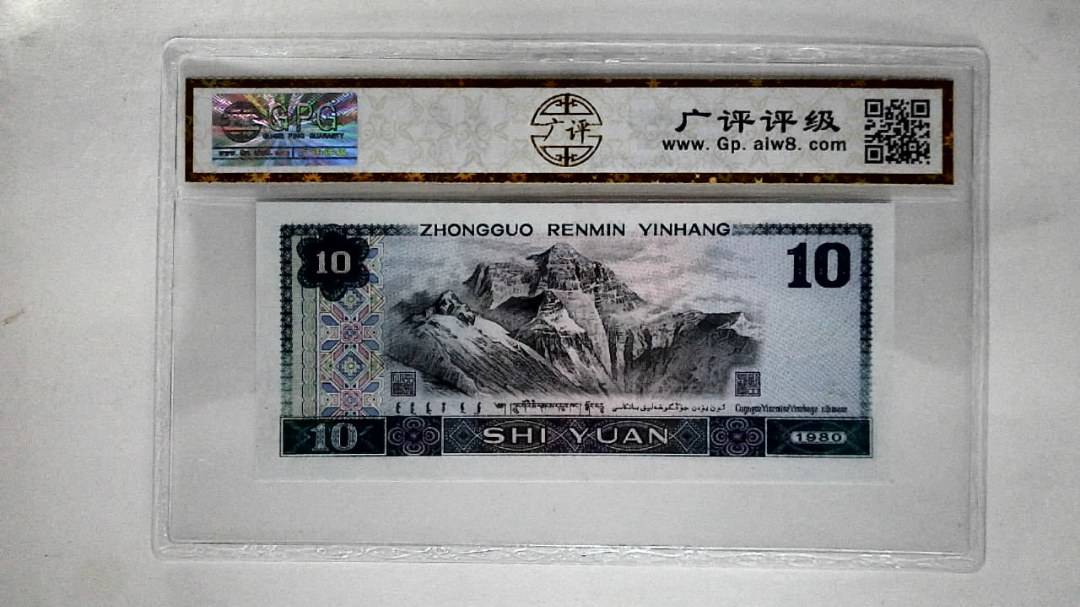 GPG
广评
广评评级
www. Gp. aiw8. com
ZHONGGUO RENMIN YINHANG
10
10
10
SHI YUAN
1980